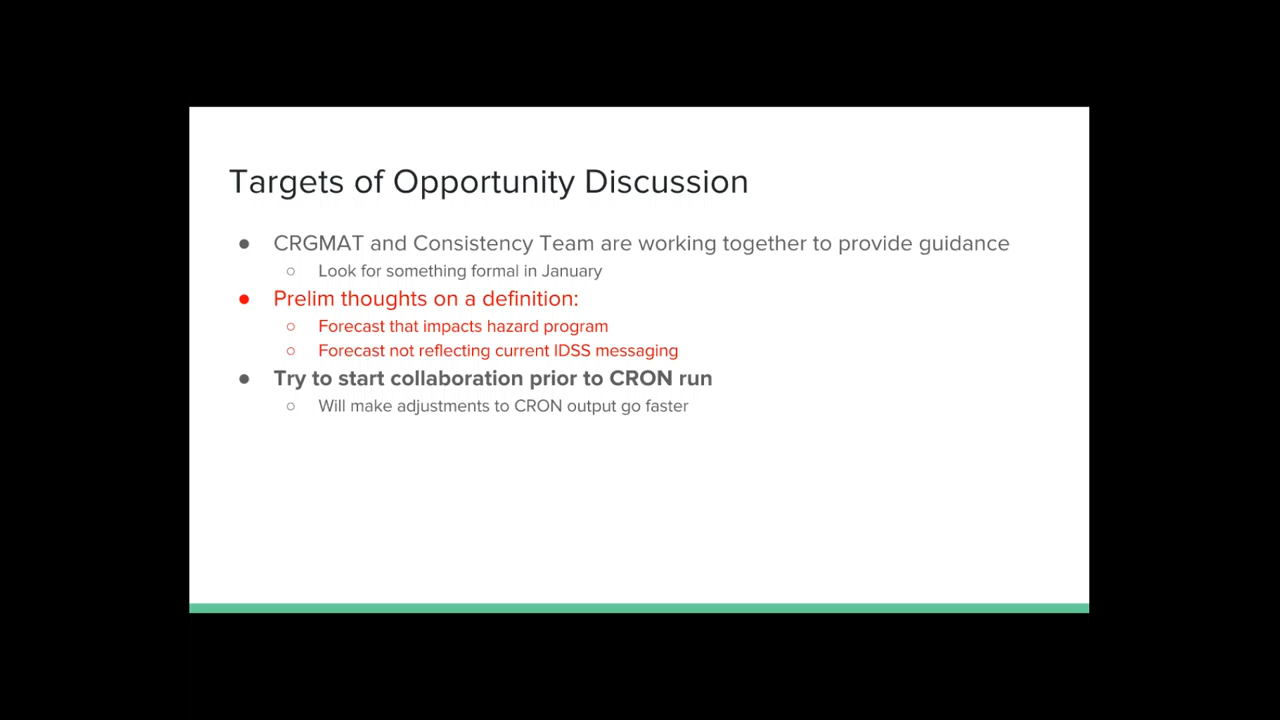 Targets of Opportunity Discussion
● CRGMAT and Consistency Team are working together to provide guidance
○ Look for something formal in January
● Prelim thoughts on a definition:
○ Forecast that impacts hazard program
○ Forecast not reflecting current IDSS messaging
● Try to start collaboration prior to CRON run
○ Will make adjustments to CRON output go faster